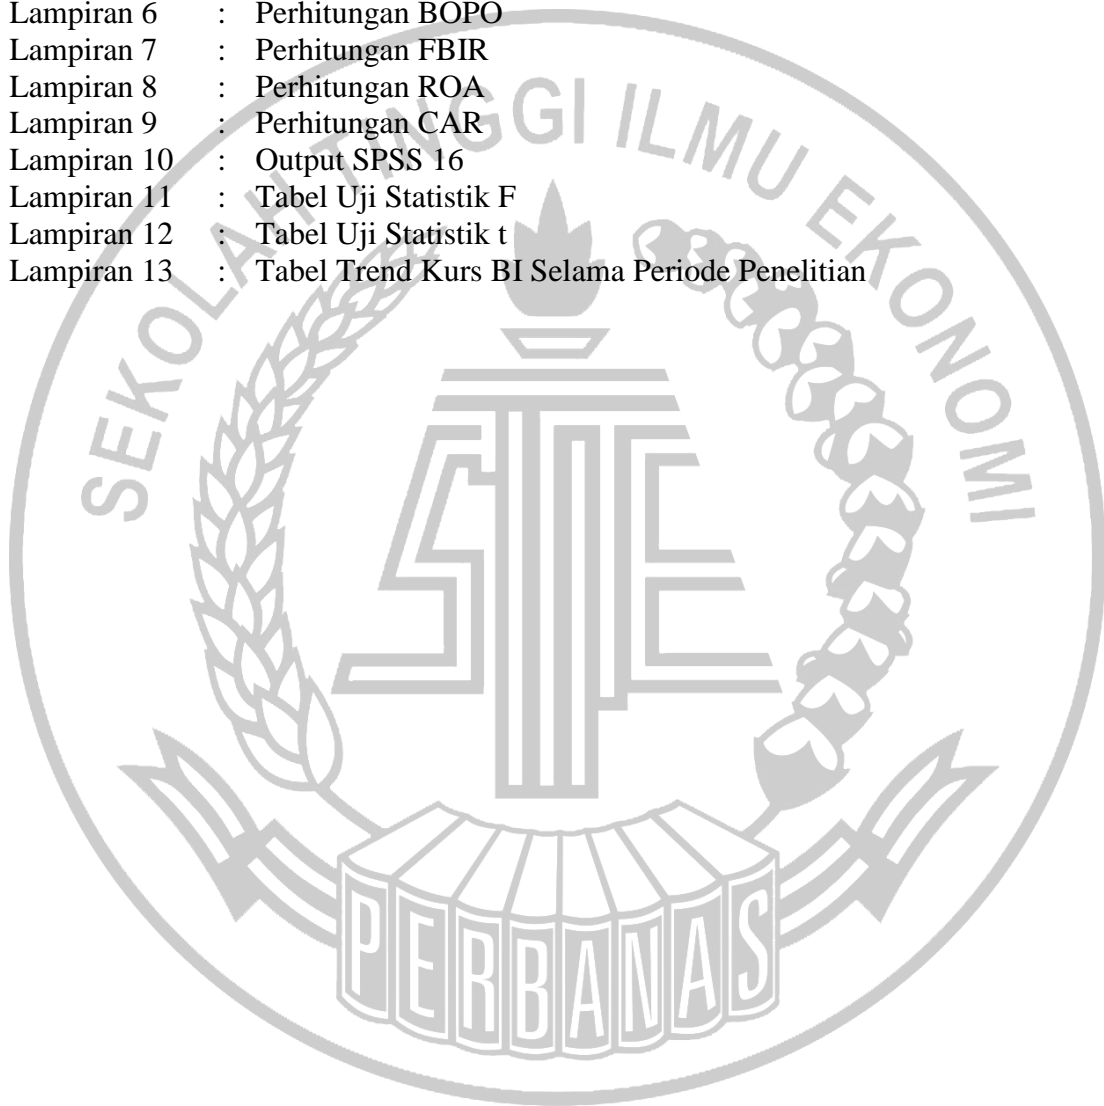 Lampiran 6 : Perhitungan BOPO
Lampiran 7 : Perhitungan FBIR
Lampiran 8 : Perhitungan ROA
Lampiran 9 : Perhitungan CAR
Lampiran 10 : Output SPSS 16
Lampiran 11 : Tabel Uji Statistik F
Lampiran 12 : Tabel Uji Statistik t
Lampiran 13 : Tabel Trend Kurs BI Selama Periode Penelitian
SEKOLAH TINGGI ILMU EKONOMI
STIE
PERBANAS